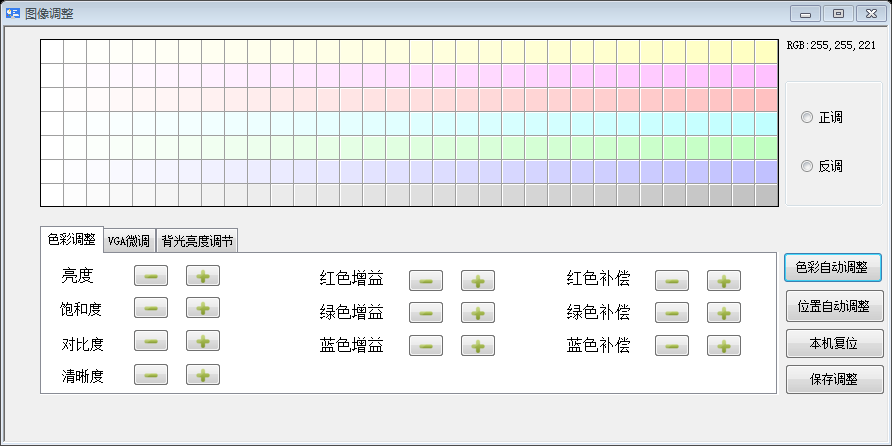 图像调整
RGB:255,255,221
正调
反调
色彩调整 VGA微调 背光亮度调节
亮度 红色增益 红色补偿
饱和度 绿色增益 绿色补偿
对比度 蓝色增益 蓝色补偿
清晰度
色彩自动调整
位置自动调整
本机复位
保存调整